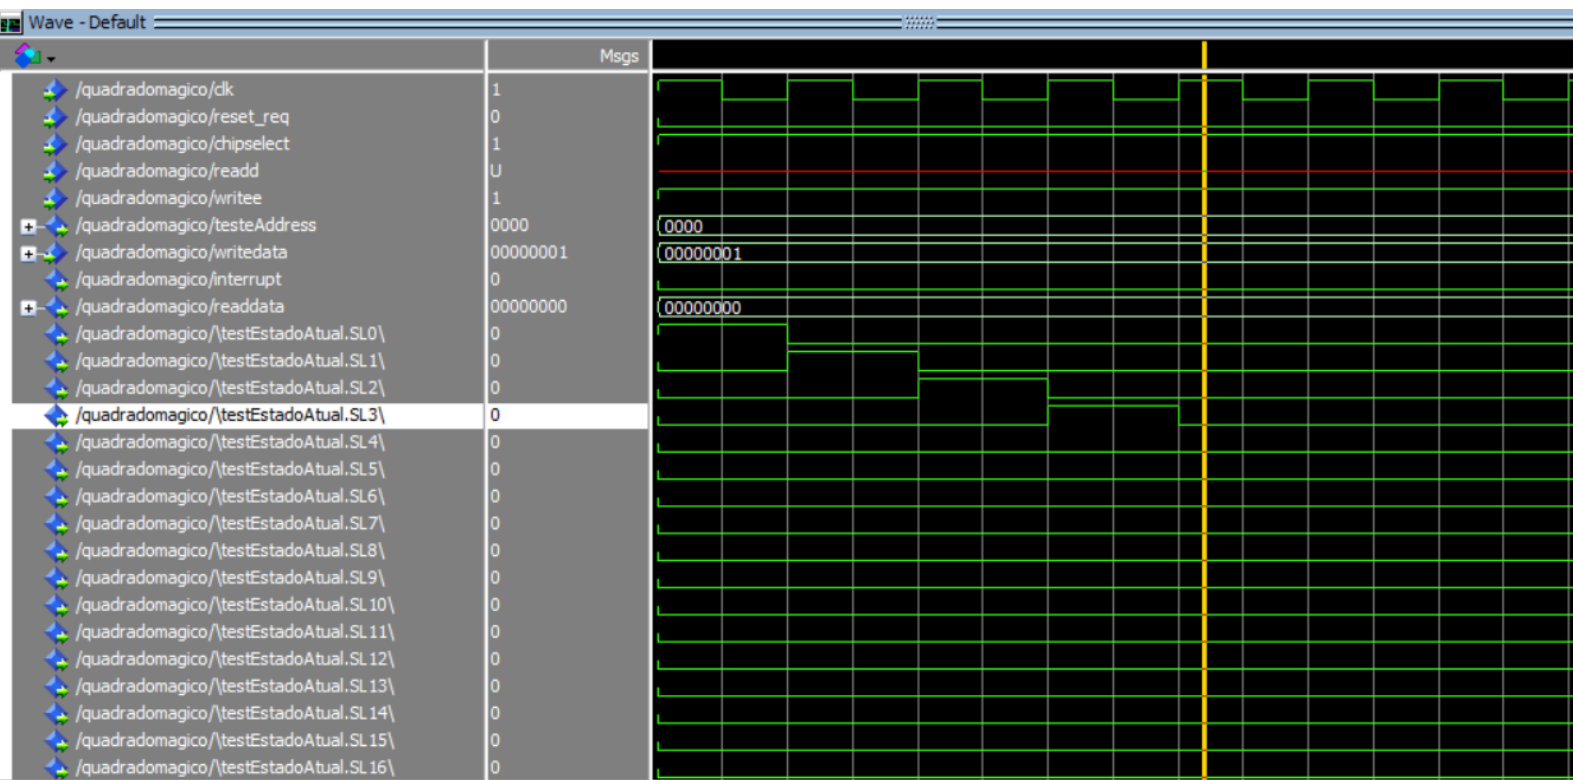 Wave - Default
Msgs
/quadradomagico/clk 1
/quadradomagico/reset_req 0
/quadradomagico/chipselect 1
/quadradomagico/readd U
/quadradomagico/writee 1
/quadradomagico/testeAddress 0000 0000
/quadradomagico/writedata 00000001 00000001
/quadradomagico/interrupt 0
/quadradomagico/readdata 00000000 00000000
/quadradomagico/\testEstadoAtual.SL0\ 0
/quadradomagico/\testEstadoAtual.SL1\ 0
/quadradomagico/\testEstadoAtual.SL2\ 0
/quadradomagico/\testEstadoAtual.SL3\ 0
/quadradomagico/\testEstadoAtual.SL4\ 0
/quadradomagico/\testEstadoAtual.SL5\ 0
/quadradomagico/\testEstadoAtual.SL6\ 0
/quadradomagico/\testEstadoAtual.SL7\ 0
/quadradomagico/\testEstadoAtual.SL8\ 0
/quadradomagico/\testEstadoAtual.SL9\ 0
/quadradomagico/\testEstadoAtual.SL10\ 0
/quadradomagico/\testEstadoAtual.SL11\ 0
/quadradomagico/\testEstadoAtual.SL12\ 0
/quadradomagico/\testEstadoAtual.SL13\ 0
/quadradomagico/\testEstadoAtual.SL14\ 0
/quadradomagico/\testEstadoAtual.SL15\ 0
/quadradomagico/\testEstadoAtual.SL16\ 0